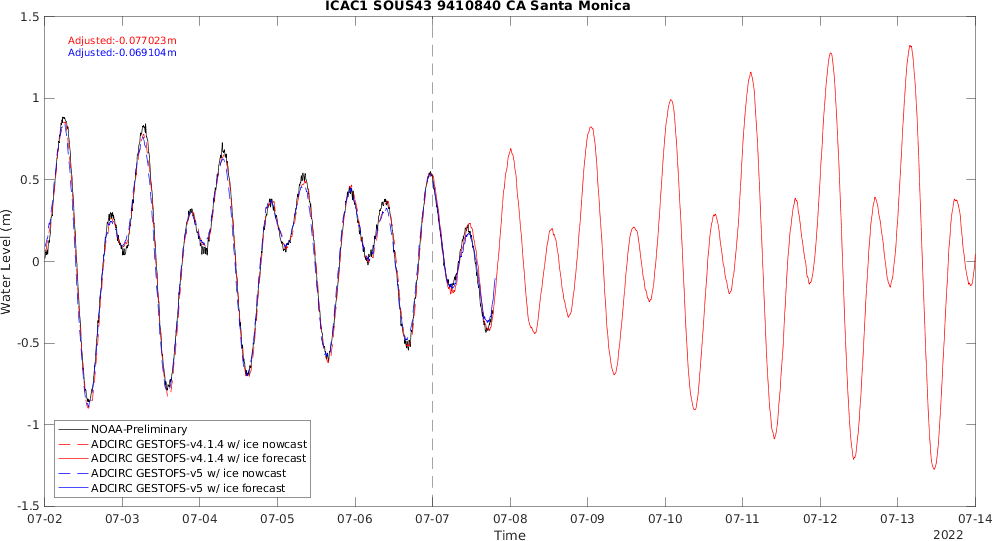 ICAC1 SOUS43 9410840 CA Santa Monica
Adjusted:-0.077023m
Adjusted:-0.069104m
1.5
1
0.5
0
-0.5
-1
-1.5
Water Level (m)
NOAA-Preliminary
ADCIRC GESTOFS-v4.1.4 w/ ice nowcast
ADCIRC GESTOFS-v4.1.4 w/ ice forecast
ADCIRC GESTOFS-v5 w/ ice nowcast
ADCIRC GESTOFS-v5 w/ ice forecast
07-02 07-03 07-04 07-05 07-06 07-07 07-08 07-09 07-10 07-11 07-12 07-13 07-14
Time
2022